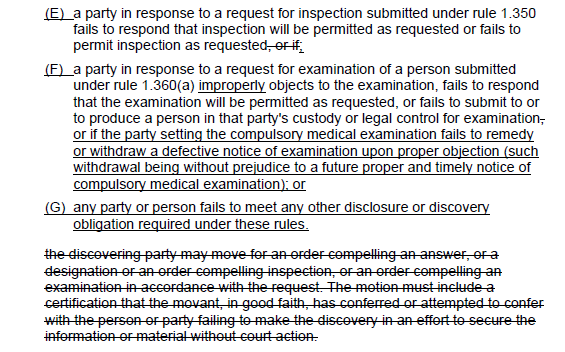 (E) a party in response to a request for inspection submitted under rule 1.350
fails to respond that inspection will be permitted as requested or fails to
permit inspection as requested, or if;
(F) a party in response to a request for examination of a person submitted
under rule 1.360(a) improperly objects to the examination, fails to respond
that the examination will be permitted as requested, or fails to submit to or
to produce a person in that party's custody or legal control for examination,
or if the party setting the compulsory medical examination fails to remedy
or withdraw a defective notice of examination upon proper objection (such
withdrawal being without prejudice to a future proper and timely notice of
compulsory medical examination); or
(G) any party or person fails to meet any other disclosure or discovery
obligation required under these rules.
the discovering party may move for an order compelling an answer, or a
designation or an order compelling inspection, or an order compelling an
examination in accordance with the request. The motion must include a
certification that the movant, in good faith, has conferred or attempted to confer
with the person or party failing to make the discovery in an effort to secure the
information or material without court action.